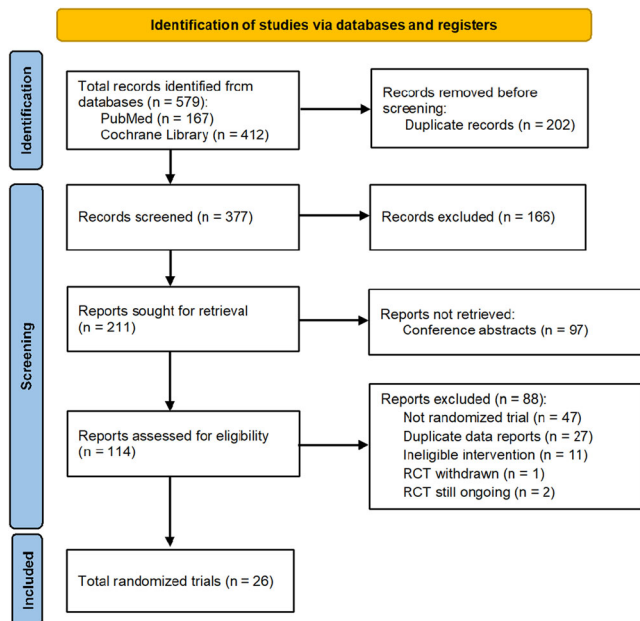 Identification of studies via databases and registers
Identification
Total records identified frcm
databases (n = 579):
PubMed (n = 167)
Cochrane Library (n = 412)
Records removed before
screening:
Duplicate records (n = 202)
Screening
Records screened (n = 377)
Records excluded (n = 166)
Reports sought for retrieval
(n = 211)
Reports not retrieved:
Conference abstracts (n = 97)
Reports assessed for eligibility
(n = 114)
Reports excluded (n = 88):
Not randomized trial (n = 47)
Duplicate data reports (n = 27)
Ineligible intervention (n = 11)
RCT withdrawn (n = 1)
RCT still ongoing (n = 2)
Included
Total randomized trials (n = 26)